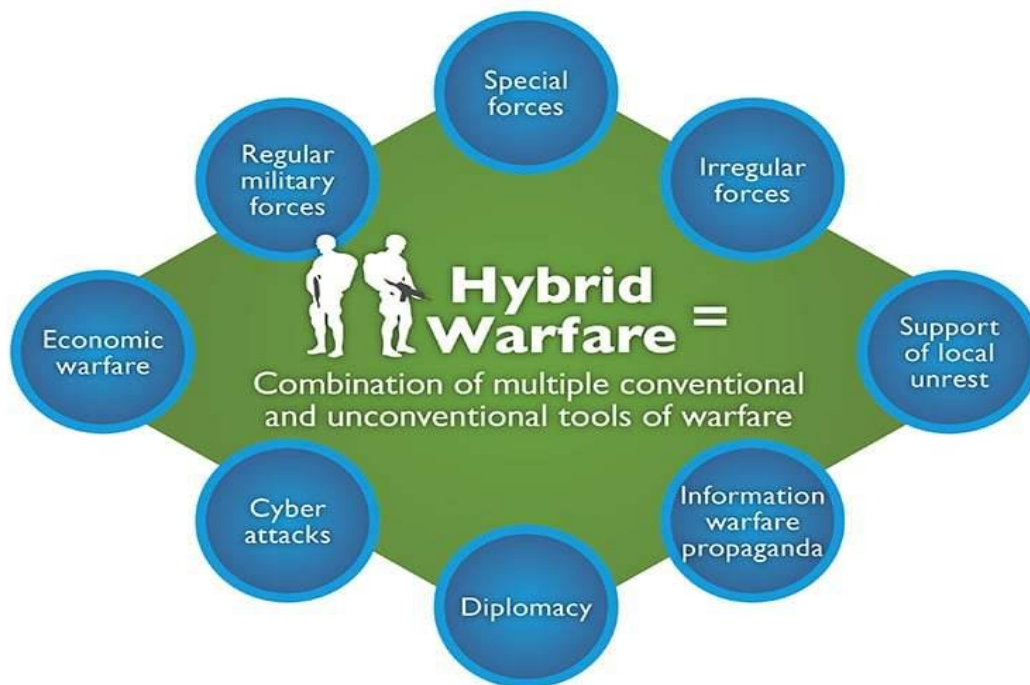 Special
forces
Regular
military
forces
Irregular
forces
Hybrid
Warfare =
Economic
warfare
Support
of local
unrest
Combination of multiple conventional
and unconventional tools of warfare
Cyber
attacks
Information
warfare
propaganda
Diplomacy